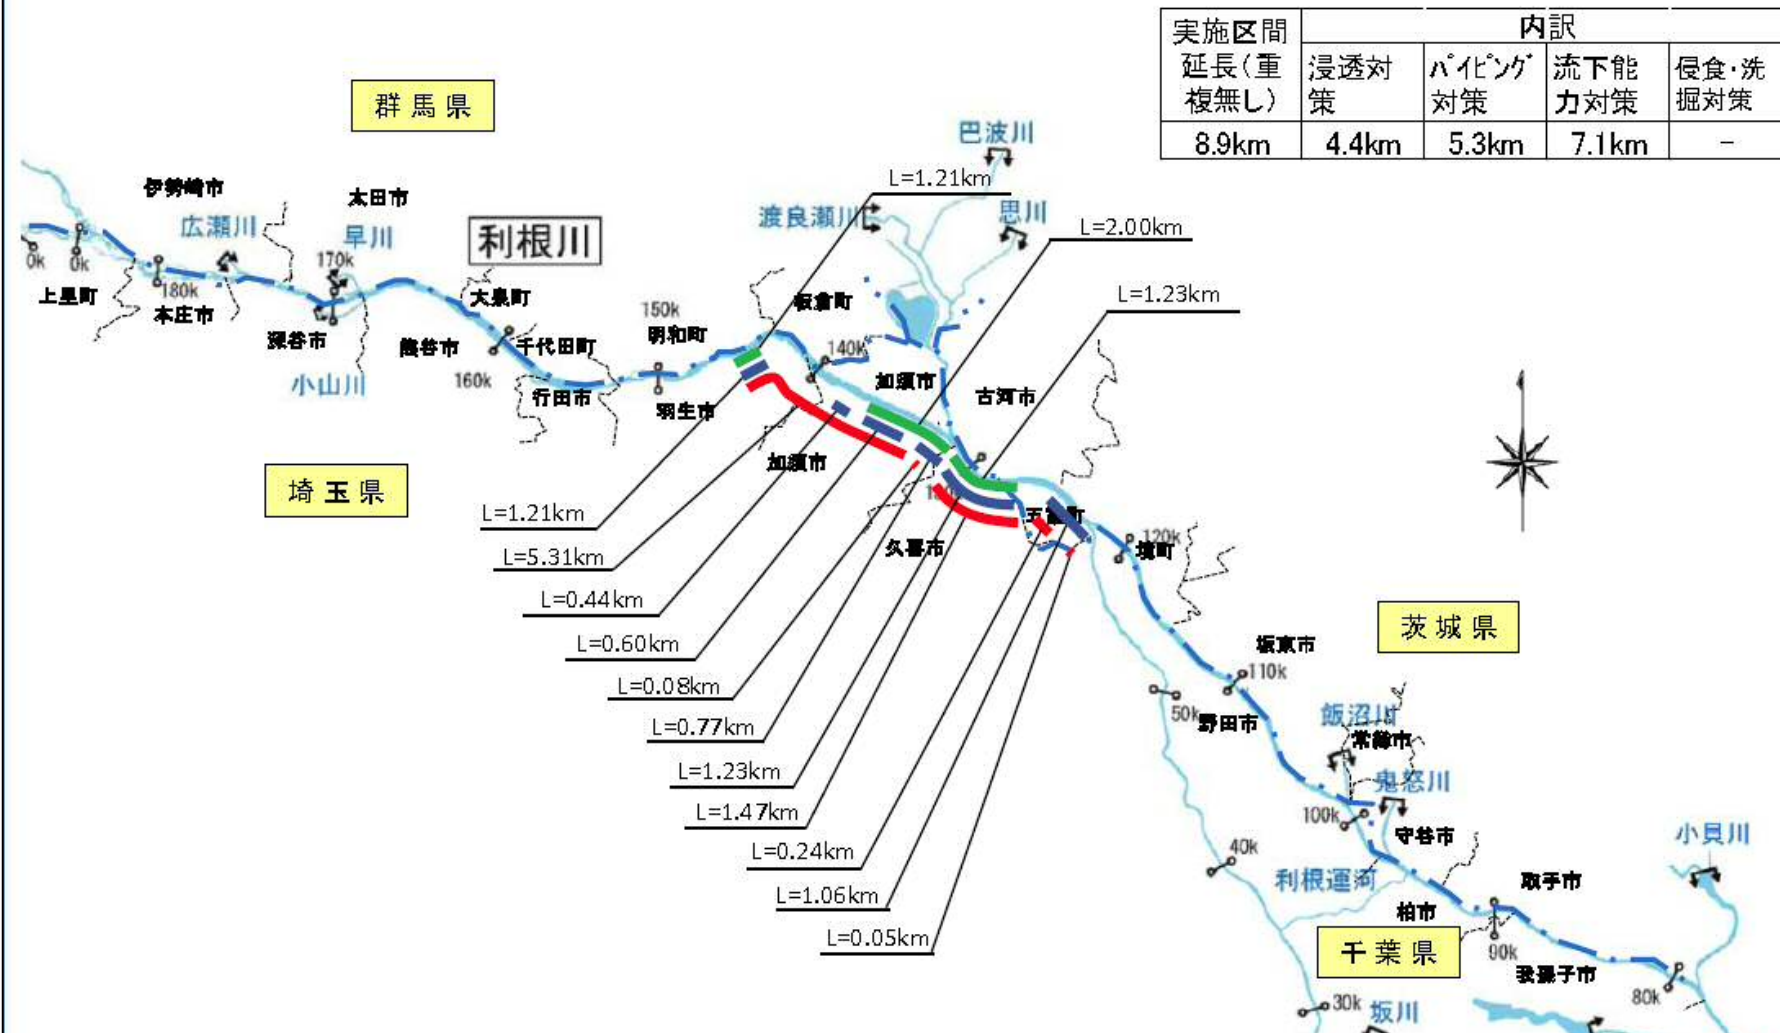 実施区間延長(重複無し)
内訳
浸透対策
パイピング対策
流下能力対策
侵食・洗掘対策
8.9km 4.4km 5.3km 7.1km －
群馬県
巴波川
伊勢崎市
太田市
L=1.21km
渡良瀬川
思川
広瀬川
早川
利根川
L=2.00km
0k
0k
170k
上里町
180k
本庄市
大泉町
板倉町
L=1.23km
150k
明和町
深谷市
熊谷市
千代田町
140k
小山川
160k
行田市
羽生市
加須市
古河市
加須市
埼玉県
L=1.21km
五霞町
久喜市
境町
120k
L=5.31km
L=0.44km
茨城県
L=0.60km
坂東市
110k
L=0.08km
50k
野田市
飯沼川
常総市
L=0.77km
L=1.23km
鬼怒川
L=1.47km
100k
守谷市
小貝川
L=0.24km
40k
利根運河
取手市
L=1.06km
柏市
L=0.05km
千葉県
90k
我孫子市
80k
30k
坂川